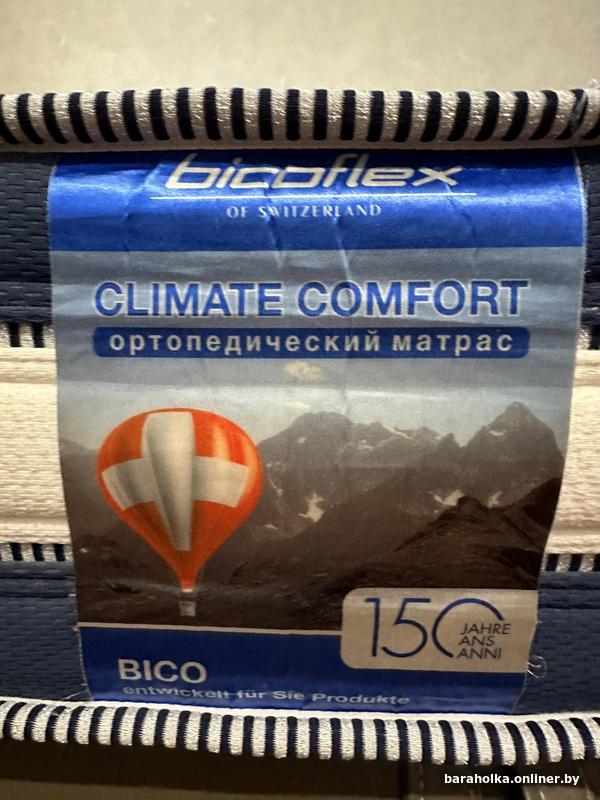 bicoflex
OF SWITZERLAND
CLIMATE COMFORT
ортопедический матрас
150 JAHRE
ANS
ANNI
BICO
entwickelt für Sie Produkte
baraholka.onliner.by